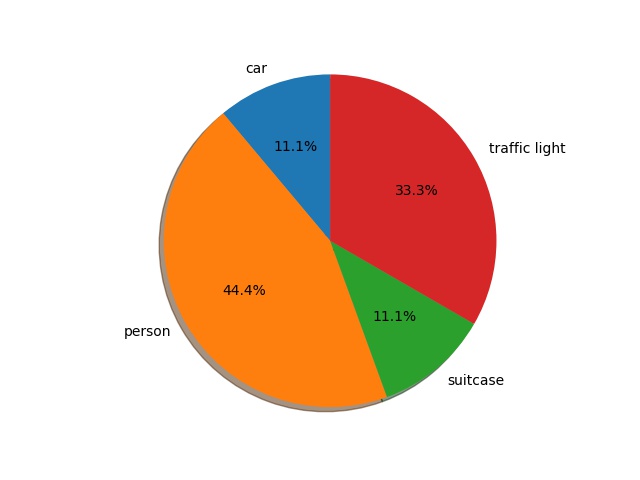 car
11.1%
traffic light
33.3%
44.4%
11.1%
person
suitcase